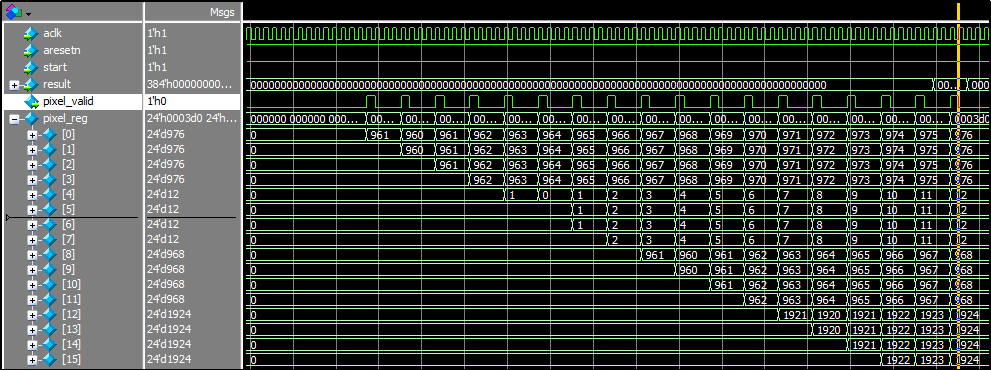 Msgs
aclk 1'h1
aresetn 1'h1
start 1'h1
result 384'h00000000... 000000000000000000000000000000000000000000000000000000000000000000000000000000000000000000000000 00... 000
pixel_valid 1'h0
pixel_reg 24'h0003d0 24'h... 000000 000000 000... 00... 00... 00... 00... 00... 00... 00... 00... 00... 00... 00... 00... 00... 00... 00... 00... 00... 0003d0
[0] 24'd976 0 961 960 961 962 963 964 965 966 967 968 969 970 971 972 973 974 975 976
[1] 24'd976 0 960 961 962 963 964 965 966 967 968 969 970 971 972 973 974 975 976
[2] 24'd976 0 961 962 963 964 965 966 967 968 969 970 971 972 973 974 975 976
[3] 24'd976 0 962 963 964 965 966 967 968 969 970 971 972 973 974 975 976
[4] 24'd12 0 1 0 1 2 3 4 5 6 7 8 9 10 11 12
[5] 24'd12 0 1 2 3 4 5 6 7 8 9 10 11 12
[6] 24'd12 0 1 2 3 4 5 6 7 8 9 10 11 12
[7] 24'd12 0 2 3 4 5 6 7 8 9 10 11 12
[8] 24'd968 0 961 960 961 962 963 964 965 966 967 968
[9] 24'd968 0 960 961 962 963 964 965 966 967 968
[10] 24'd968 0 961 962 963 964 965 966 967 968
[11] 24'd968 0 962 963 964 965 966 967 968
[12] 24'd1924 0 1921 1920 1921 1922 1923 1924
[13] 24'd1924 0 1920 1921 1922 1923 1924
[14] 24'd1924 0 1921 1922 1923 1924
[15] 24'd1924 0 1922 1923 1924